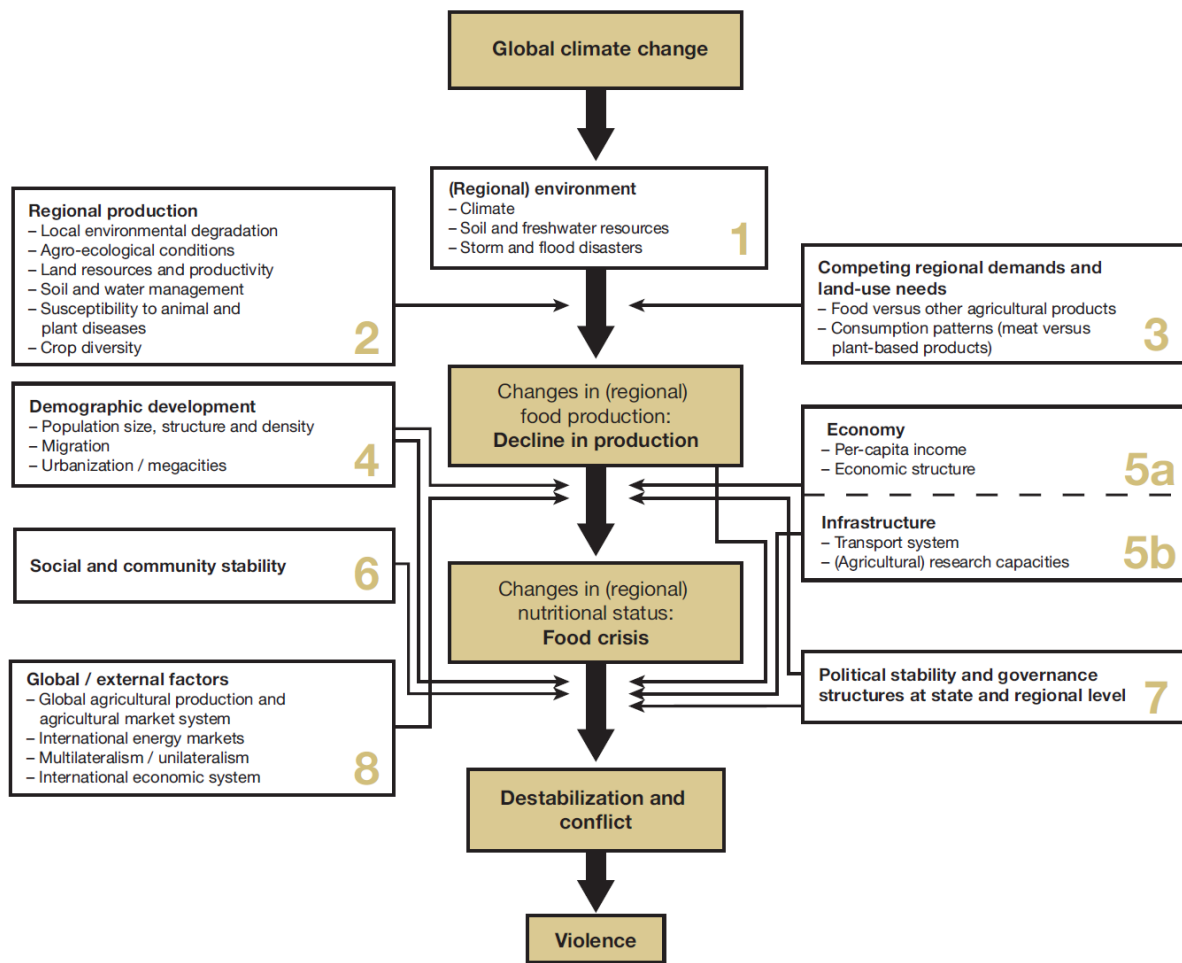 Global climate change
(Regional) environment
– Climate
– Soil and freshwater resources
– Storm and flood disasters
1
Regional production
– Local environmental degradation
– Agro-ecological conditions
– Land resources and productivity
– Soil and water management
– Susceptibility to animal and
plant diseases
– Crop diversity
2
Competing regional demands and
land-use needs
– Food versus other agricultural products
– Consumption patterns (meat versus
plant-based products)
3
Changes in (regional)
food production:
Decline in production
Demographic development
– Population size, structure and density
– Migration
– Urbanization / megacities
4
Economy
– Per-capita income
– Economic structure
5a
Infrastructure
– Transport system
– (Agricultural) research capacities
5b
Social and community stability
6
Changes in (regional)
nutritional status:
Food crisis
Global / external factors
– Global agricultural production and
agricultural market system
– International energy markets
– Multilateralism / unilateralism
– International economic system
8
Political stability and governance
structures at state and regional level
7
Destabilization and
conflict
Violence